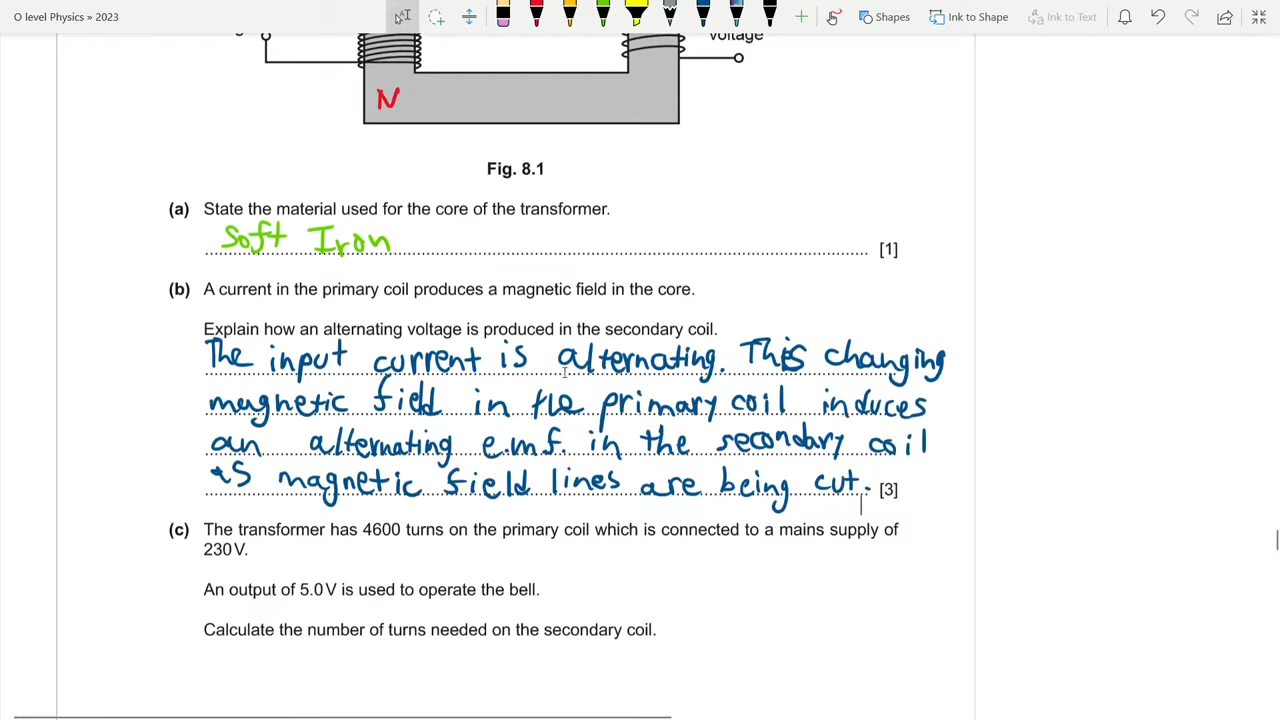 O level Physics » 2023
Shapes
Ink to Shape
Ink to Text
voltage
N
Fig. 8.1
(a) State the material used for the core of the transformer.
Soft Iron
[1]
(b) A current in the primary coil produces a magnetic field in the core.
Explain how an alternating voltage is produced in the secondary coil.
The input current is alternating. This changing
magnetic field in the primary coil induces
an alternating e.m.f. in the secondary coil
as magnetic field lines are being cut.
[3]
(c) The transformer has 4600 turns on the primary coil which is connected to a mains supply of
230 V.
An output of 5.0 V is used to operate the bell.
Calculate the number of turns needed on the secondary coil.